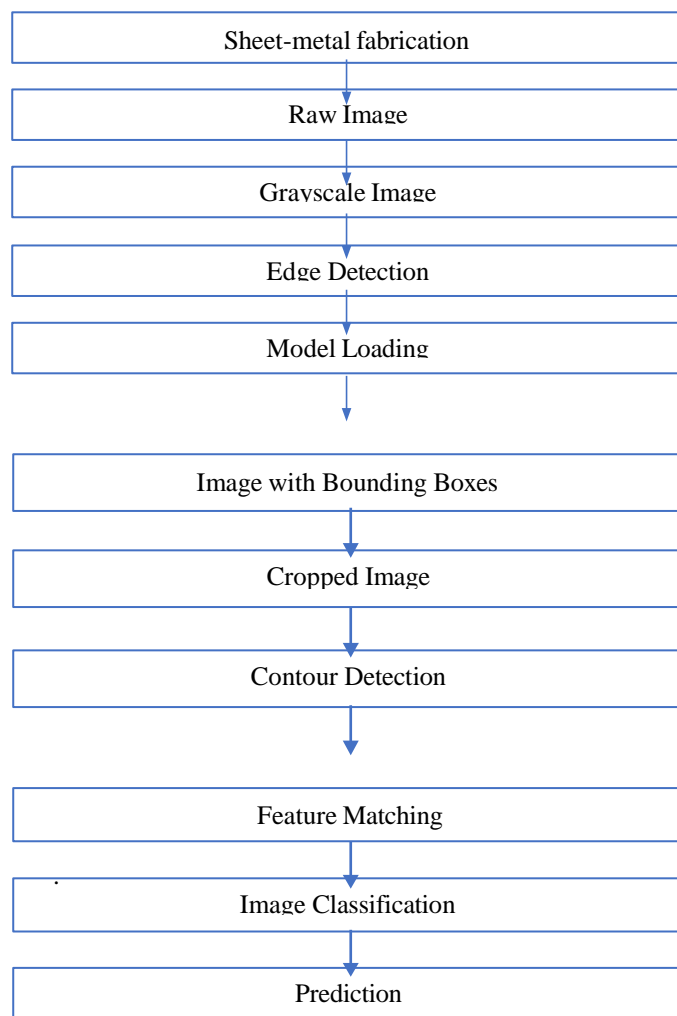 Sheet-metal fabrication
Raw Image
Grayscale Image
Edge Detection
Model Loading
Image with Bounding Boxes
Cropped Image
Contour Detection
Feature Matching
.
Image Classification
Prediction